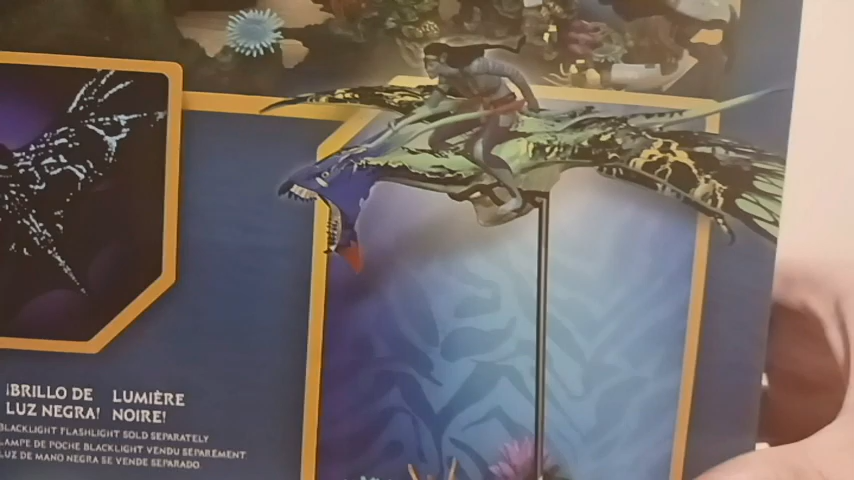 ¡BRILLO DE LUMIÈRE
LUZ NEGRA! NOIRE!
BLACKLIGHT FLASHLIGHT SOLD SEPARATELY
LAMPE DE POCHE BLACKLIGHT VENDU SÉPARÉMENT
LUZ DE MANO NEGRA SE VENDE SEPARADO.